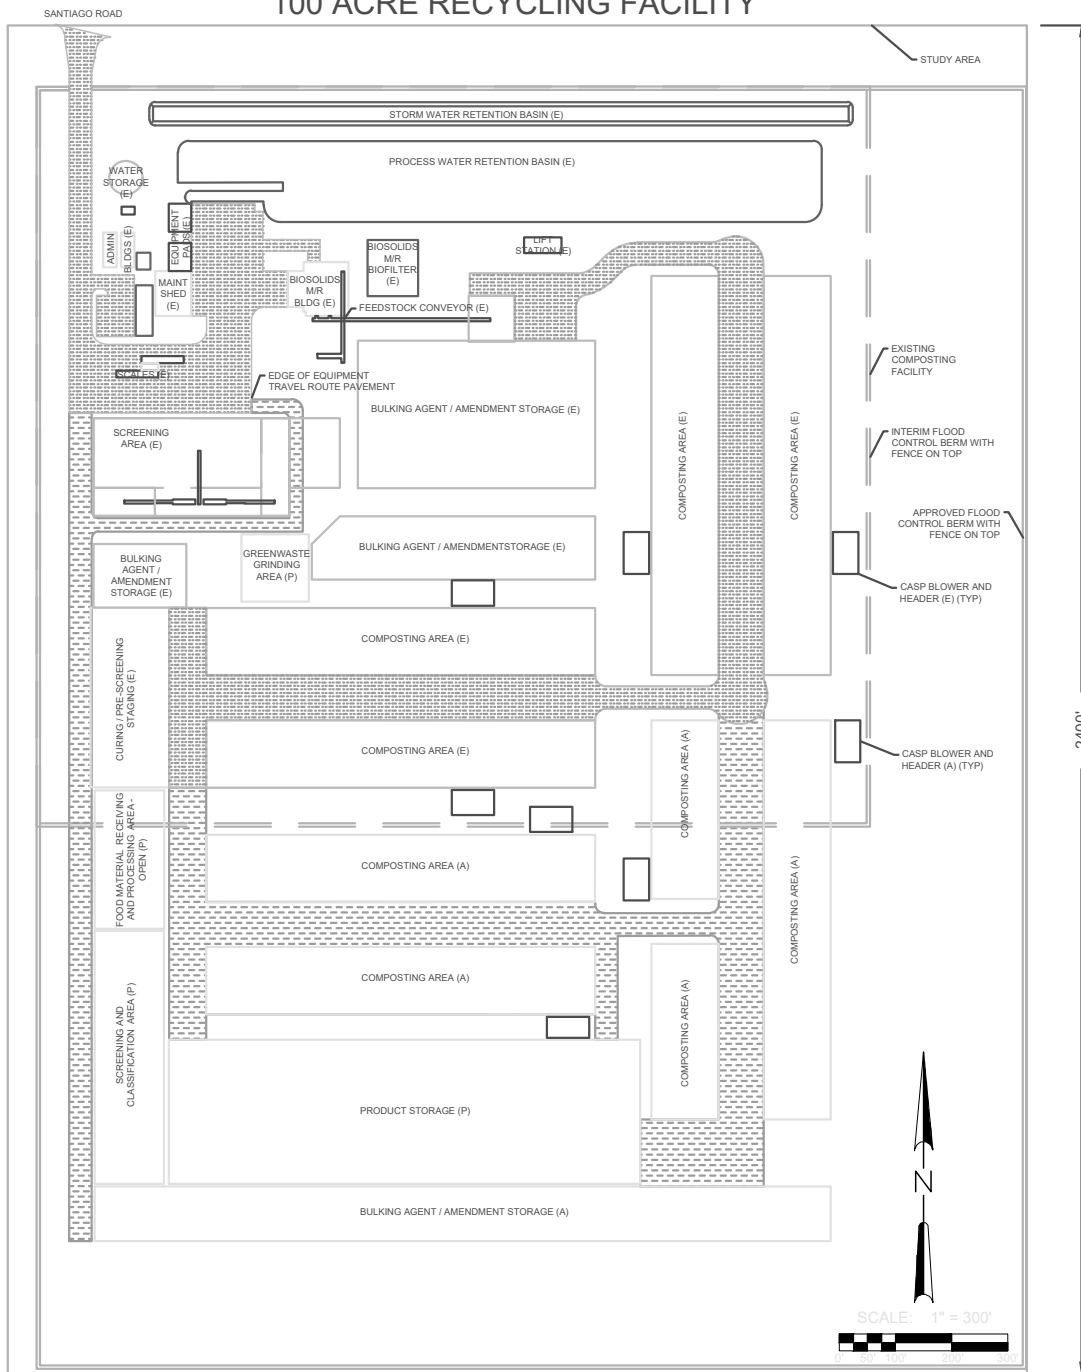 100 ACRE RECYCLING FACILITY
SANTIAGO ROAD
STUDY AREA
STORM WATER RETENTION BASIN (E)
PROCESS WATER RETENTION BASIN (E)
WATER
STORAGE
(E)
ADMIN
BLDGS (E)
EQUIPMENT
PADS (E)
MAINT
SHED
(E)
BIOSOLIDS
M/R
BLDG (E)
BIOSOLIDS
M/R
BIOFILTER
(E)
LIFT
STATION (E)
FEEDSTOCK CONVEYOR (E)
SCALES (E)
EDGE OF EQUIPMENT
TRAVEL ROUTE PAVEMENT
EXISTING
COMPOSTING
FACILITY
BULKING AGENT / AMENDMENT STORAGE (E)
COMPOSTING AREA (E)
COMPOSTING AREA (E)
SCREENING
AREA (E)
INTERIM FLOOD
CONTROL BERM WITH
FENCE ON TOP
APPROVED FLOOD
CONTROL BERM WITH
FENCE ON TOP
BULKING
AGENT /
AMENDMENT
STORAGE (E)
GREENWASTE
GRINDING
AREA (P)
BULKING AGENT / AMENDMENTSTORAGE (E)
CASP BLOWER AND
HEADER (E) (TYP)
COMPOSTING AREA (E)
CURING / PRE-SCREENING
STAGING (E)
COMPOSTING AREA (E)
COMPOSTING AREA (A)
CASP BLOWER AND
HEADER (A) (TYP)
2400'
FOOD MATERIAL RECEIVING
AND PROCESSING AREA -
OPEN (P)
COMPOSTING AREA (A)
COMPOSTING AREA (A)
COMPOSTING AREA (A)
COMPOSTING AREA (A)
SCREENING AND
CLASSIFICATION AREA (P)
PRODUCT STORAGE (P)
BULKING AGENT / AMENDMENT STORAGE (A)
N
SCALE: 1" = 300'
0' 50' 100' 200' 300'